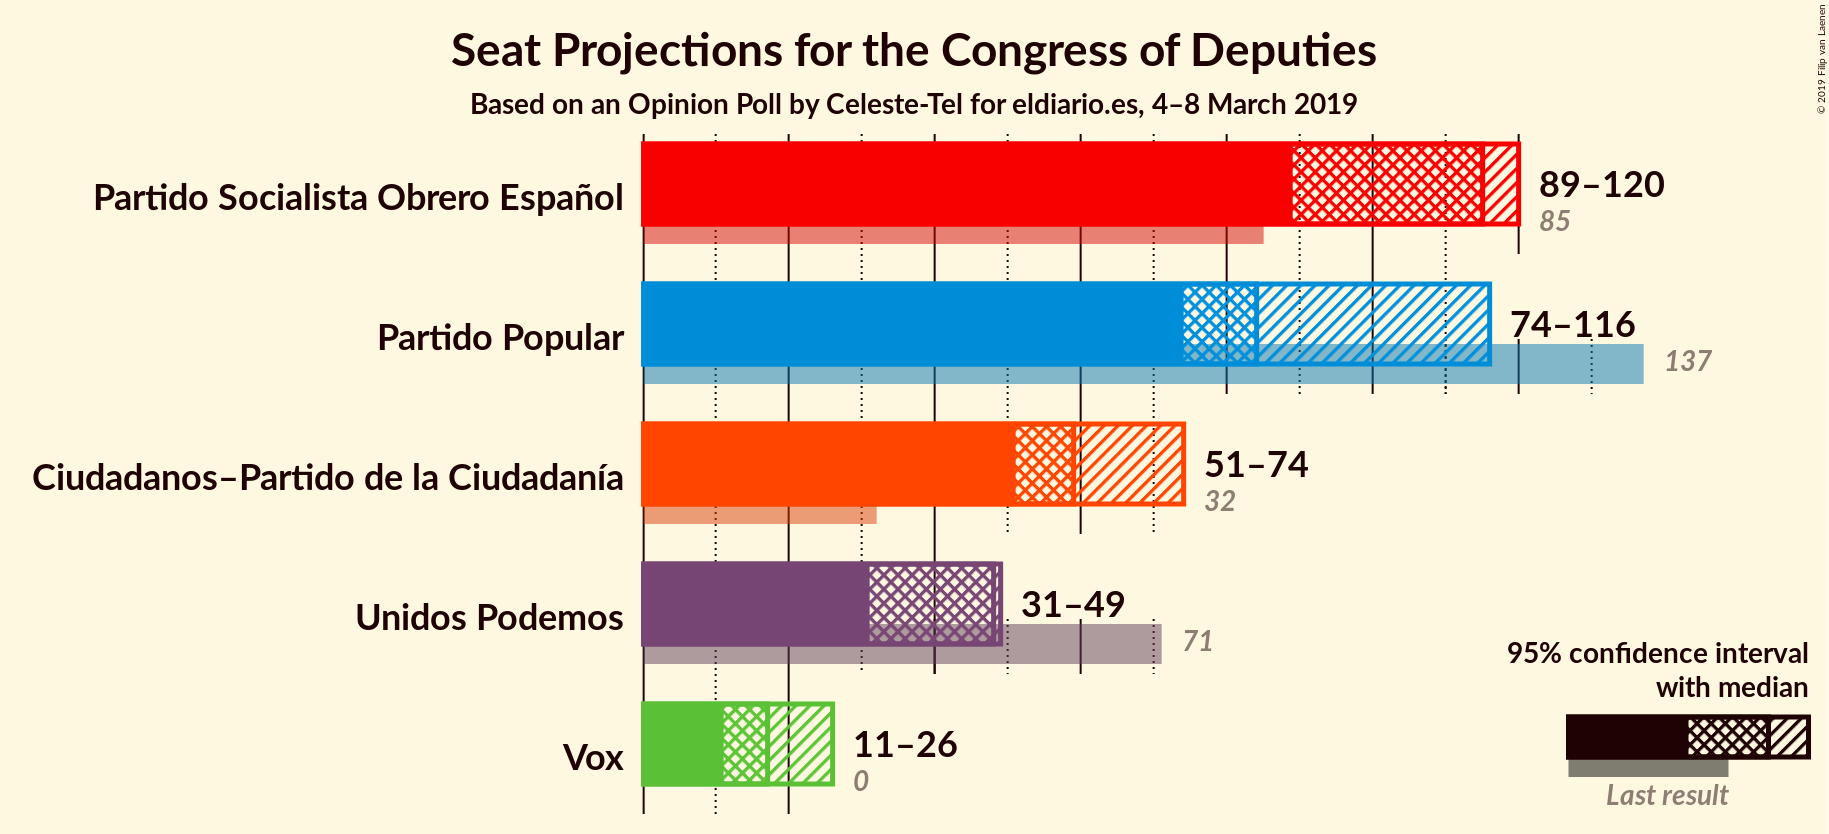 Seat Projections for the Congress of Deputies
Based on an Opinion Poll by Celeste-Tel for eldiario.es, 4–8 March 2019
© 2019 Filip van Laenen
Partido Socialista Obrero Español
89–120
85
Partido Popular
74–116
137
Ciudadanos–Partido de la Ciudadanía
51–74
32
Unidos Podemos
31–49
71
Vox
11–26
0
95% confidence interval
with median
Last result